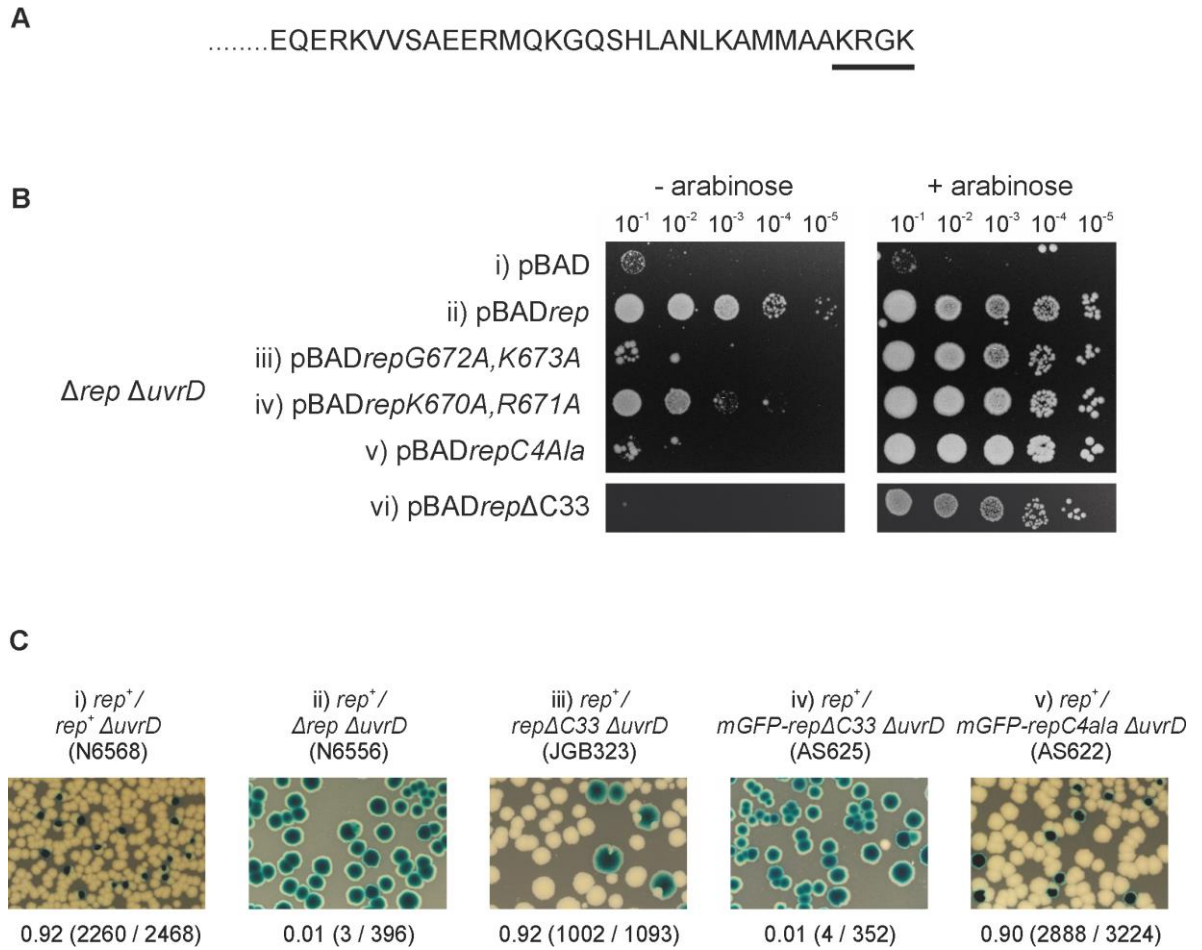 A
........EQERKVVSAEERMQKGQSHLANLKAMMAAKRGK
B
- arabinose
+ arabinose
10-1 10-2 10-3 10-4 10-5
10-1 10-2 10-3 10-4 10-5
Δrep ΔuvrD
i) pBAD
ii) pBADrep
iii) pBADrepG672A,K673A
iv) pBADrepK670A,R671A
v) pBADrepC4Ala
vi) pBADrepΔC33
C
i) rep+/
rep+ ΔuvrD
(N6568)
0.92 (2260 / 2468)
ii) rep+/
Δrep ΔuvrD
(N6556)
0.01 (3 / 396)
iii) rep+/
repΔC33 ΔuvrD
(JGB323)
0.92 (1002 / 1093)
iv) rep+/
mGFP-repΔC33 ΔuvrD
(AS625)
0.01 (4 / 352)
v) rep+/
mGFP-repC4ala ΔuvrD
(AS622)
0.90 (2888 / 3224)